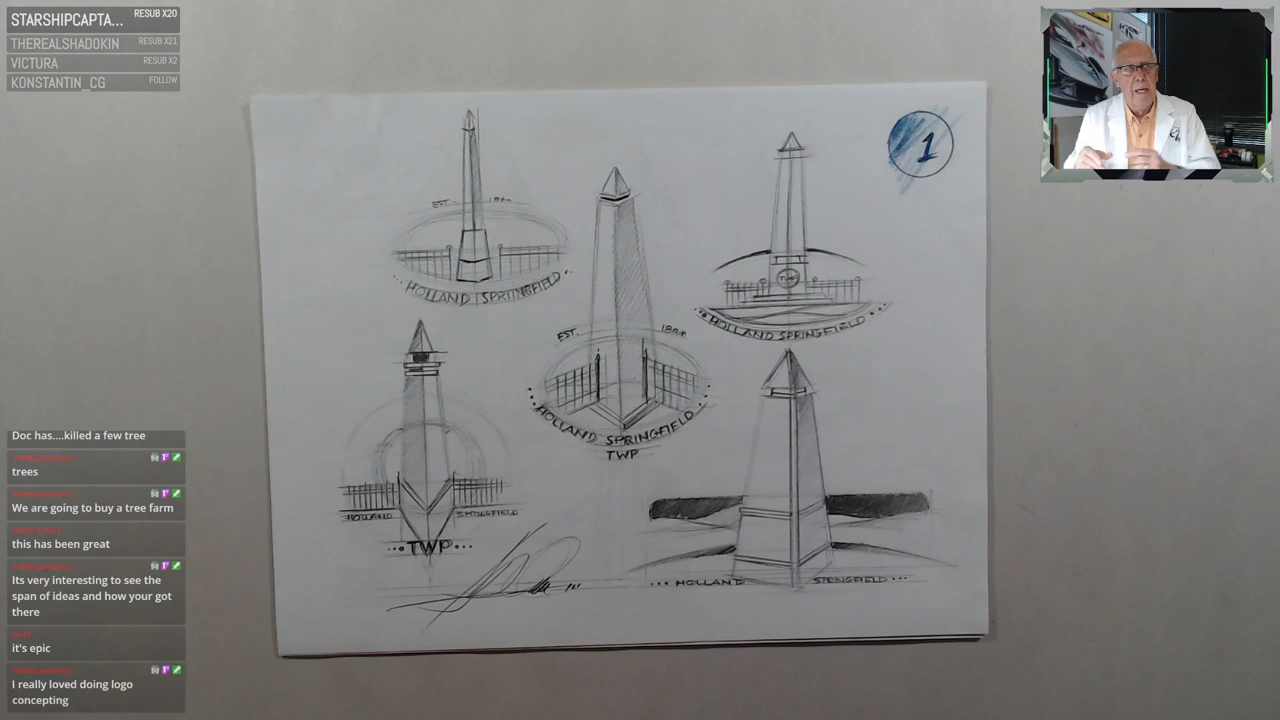 STARSHIPCAPTA... RESUB X20
THEREALSHADOKIN RESUB X21
VICTURA RESUB X2
KONSTANTIN_CG FOLLOW
1
EST.
HOLLAND SPRINGFIELD
EST.
HOLLAND SPRINGFIELD
TWP
HOLLAND SPRINGFIELD
HOLLAND
TWP
HOLLAND
Doc has....killed a few tree
trees
We are going to buy a tree farm
this has been great
Its very interesting to see the
span of ideas and how your got
there
it's epic
I really loved doing logo
concepting